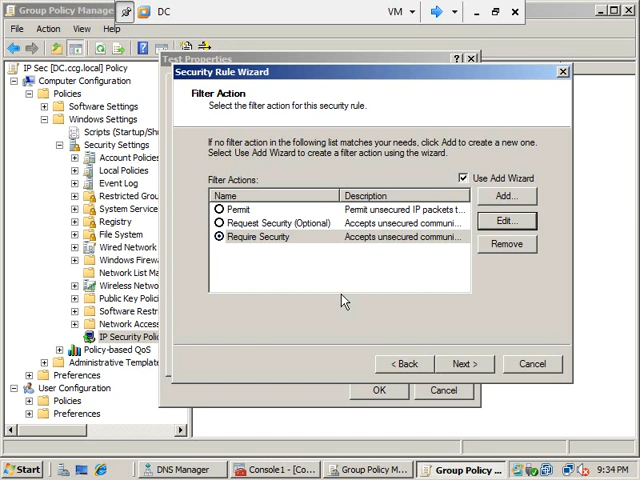 Group Policy Manag
DC
VM
File
Action
View
Help
IP Sec [DC.ccg.local] Policy
Computer Configuration
Policies
Software Settings
Windows Settings
Scripts (Startup/Shu
Security Settings
Account Policies
Local Policies
Event Log
Restricted Group
System Services
Registry
File System
Wired Network
Windows Firewa
Network List Ma
Wireless Networ
Public Key Polici
Software Restri
Network Access
IP Security Polic
Policy-based QoS
Administrative Template
Preferences
User Configuration
Policies
Preferences
Test Properties
Security Rule Wizard
Filter Action
Select the filter action for this security rule.
If no filter action in the following list matches your needs, click Add to create a new one.
Select Use Add Wizard to create a filter action using the wizard.
Filter Actions:
Use Add Wizard
Name
Description
Permit
Permit unsecured IP packets t...
Request Security (Optional)
Accepts unsecured communi...
Require Security
Accepts unsecured communi...
Add...
Edit...
Remove
< Back
Next >
Cancel
OK
Cancel
Start
DNS Manager
Console1 - [Co...
Group Policy M...
Group Policy ...
9:34 PM